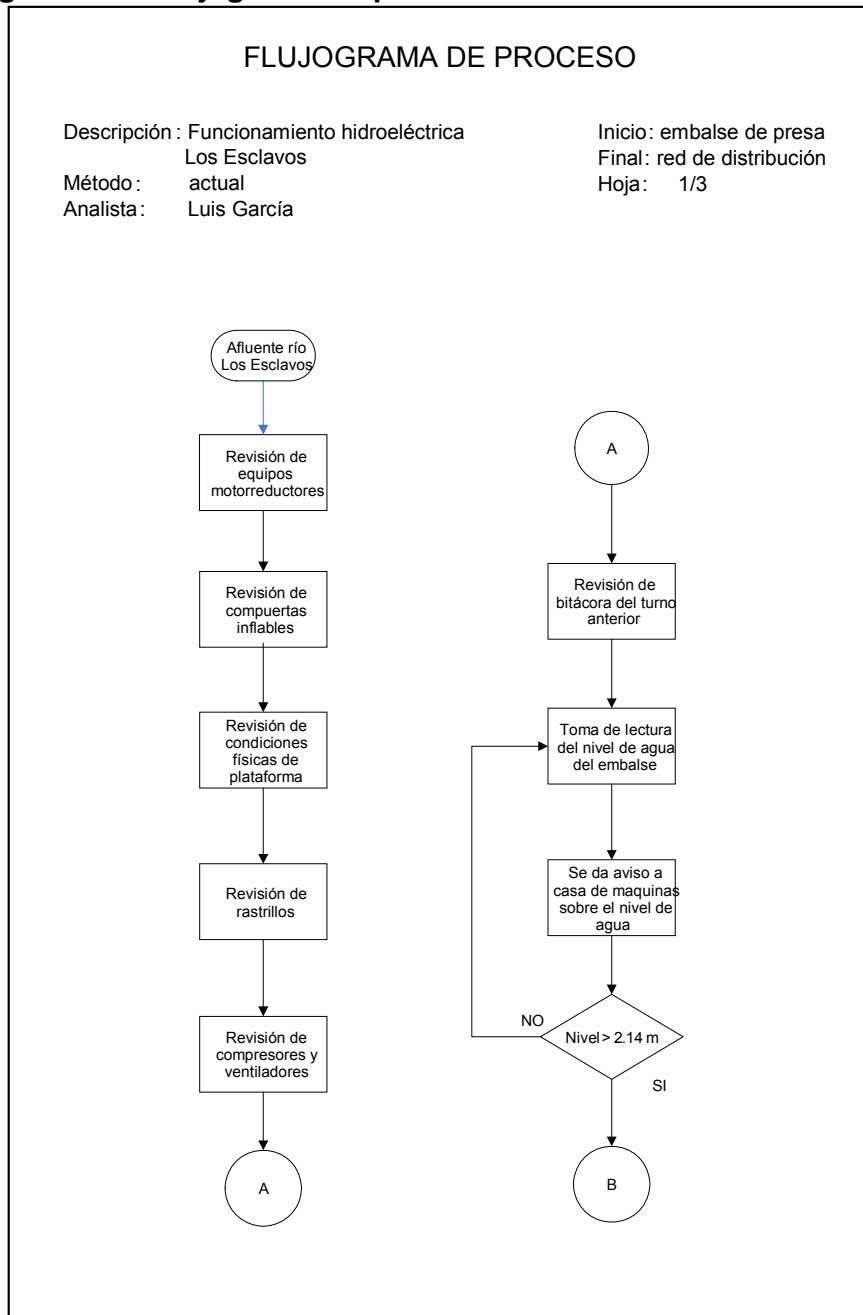 FLUJOGRAMA DE PROCESO
Descripción : Funcionamiento hidroeléctrica
Los Esclavos
Método : actual
Analista : Luis García
Inicio : embalse de presa
Final : red de distribución
Hoja : 1/3
Afluente río
Los Esclavos
Revisión de
equipos
motorreductores
Revisión de
compuertas
inflables
Revisión de
condiciones
físicas de
plataforma
Revisión de
rastrillos
Revisión de
compresores y
ventiladores
A
A
Revisión de
bitácora del turno
anterior
Toma de lectura
del nivel de agua
del embalse
Se da aviso a
casa de maquinas
sobre el nivel de
agua
Nivel > 2.14 m
NO
SI
B